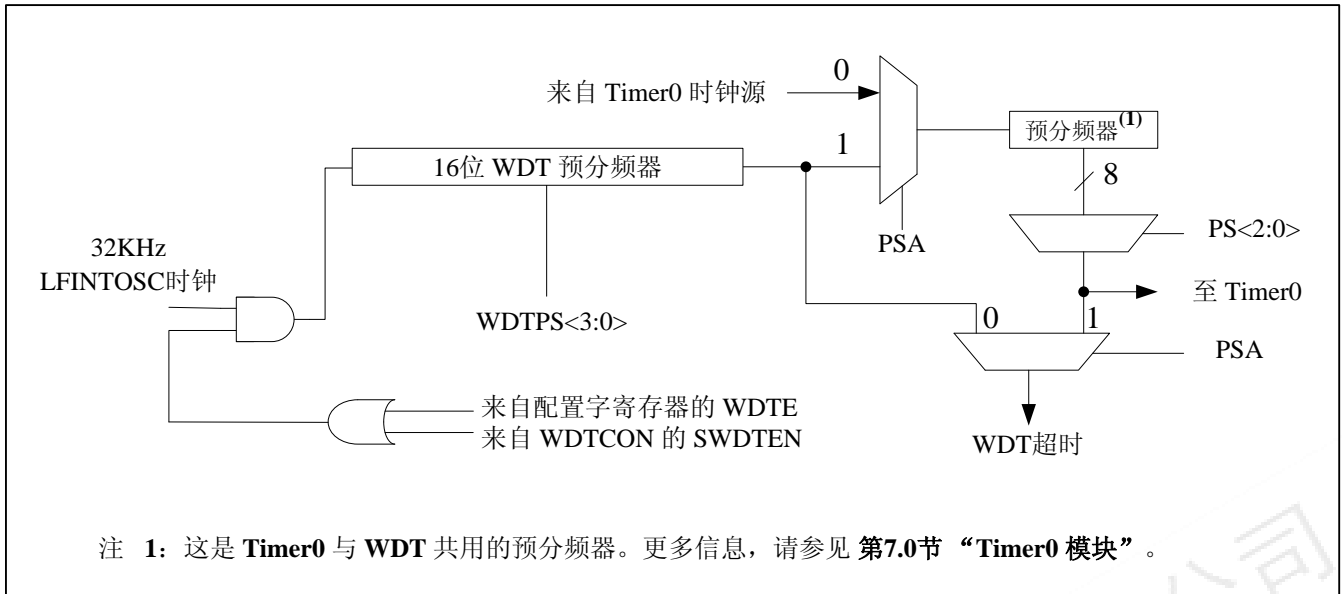 来自 Timer0 时钟源
0
1
预分频器(1)
16位 WDT 预分频器
8
PSA
PS<2:0>
32KHz
LFINTOSC时钟
WDTPS<3:0>
至 Timer0
0
1
PSA
来自配置字寄存器的 WDTE
来自 WDTCON 的 SWDTEN
WDT超时
注 1：这是 Timer0 与 WDT 共用的预分频器。更多信息，请参见 第7.0节 “Timer0 模块”。
公司